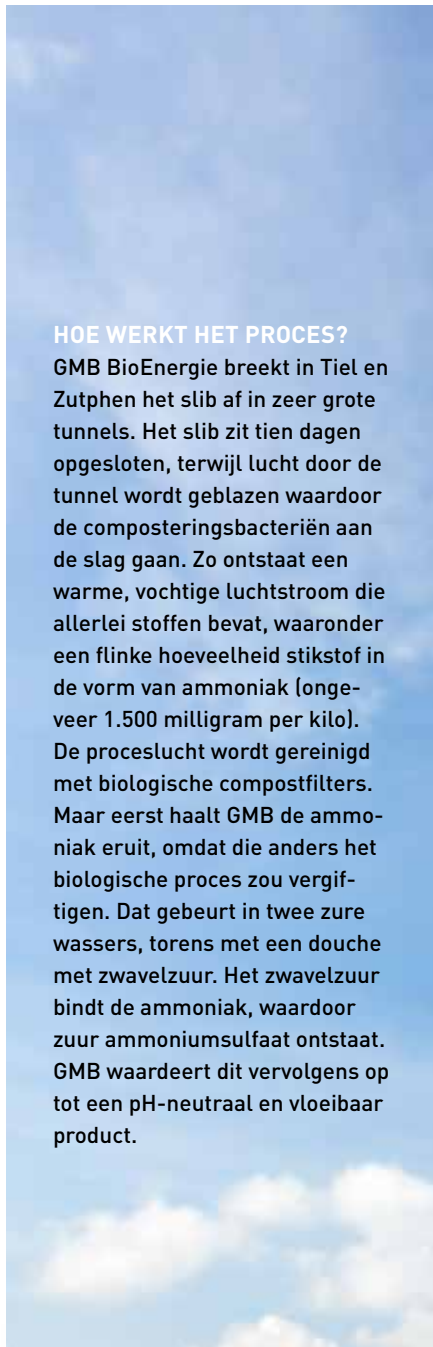 HOE WERKT HET PROCES?
GMB BioEnergie breekt in Tiel en
Zutphen het slib af in zeer grote
tunnels. Het slib zit tien dagen
opgesloten, terwijl lucht door de
tunnel wordt geblazen waardoor
de composteringsbacteriën aan
de slag gaan. Zo ontstaat een
warme, vochtige luchtstroom die
allerlei stoffen bevat, waaronder
een flinke hoeveelheid stikstof in
de vorm van ammoniak (onge-
veer 1.500 milligram per kilo).
De proceslucht wordt gereinigd
met biologische compostfilters.
Maar eerst haalt GMB de ammo-
niak eruit, omdat die anders het
biologische proces zou vergif-
tigen. Dat gebeurt in twee zure
wassers, torens met een douche
met zwavelzuur. Het zwavelzuur
bindt de ammoniak, waardoor
zuur ammoniumsulfaat ontstaat.
GMB waardeert dit vervolgens op
tot een pH-neutraal en vloeibaar
product.